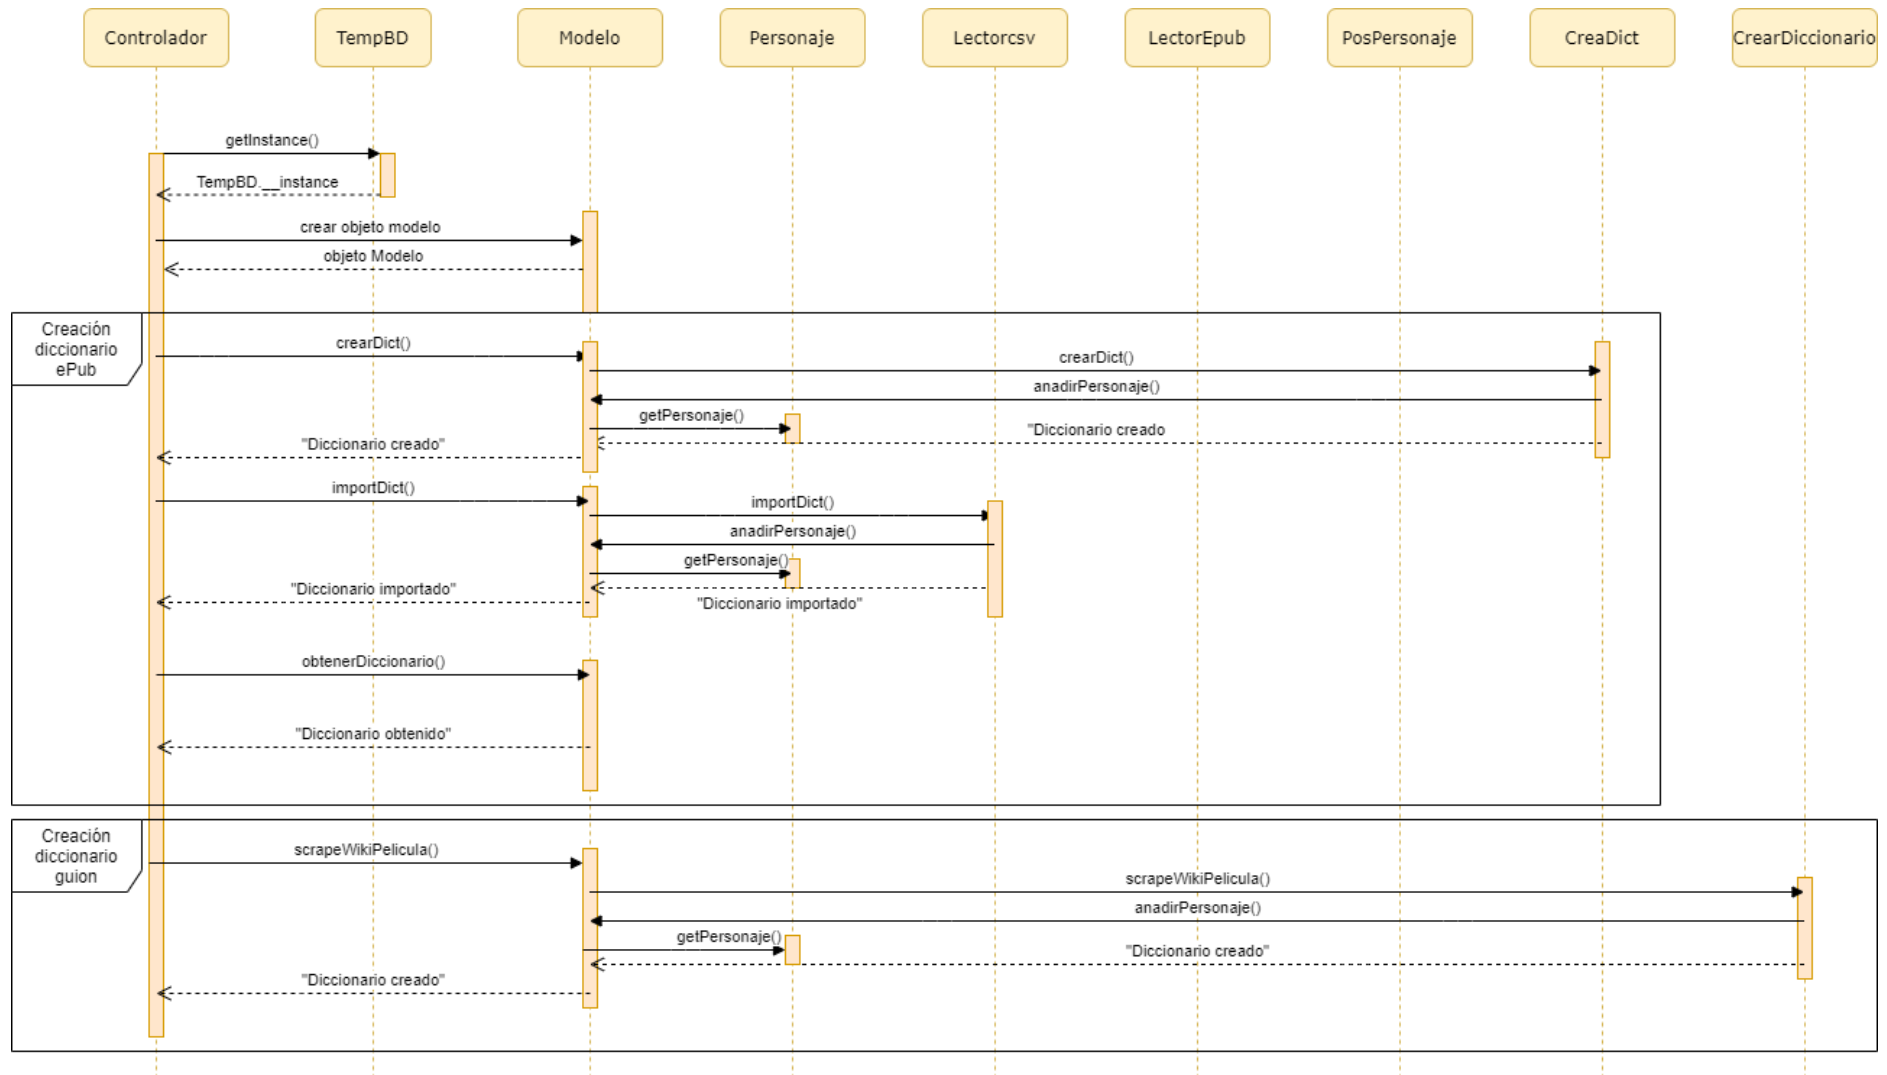 Controlador
TempBD
Modelo
Personaje
Lectorcsv
LectorEpub
PosPersonaje
CreaDict
CrearDiccionario
getInstance()
TempBD.__instance
crear objeto modelo
objeto Modelo
Creación
diccionario
ePub
crearDict()
crearDict()
anadirPersonaje()
getPersonaje()
"Diccionario creado
"Diccionario creado"
importDict()
importDict()
anadirPersonaje()
getPersonaje()
"Diccionario importado"
"Diccionario importado"
obtenerDiccionario()
"Diccionario obtenido"
Creación
diccionario
guion
scrapeWikiPelicula()
scrapeWikiPelicula()
anadirPersonaje()
getPersonaje()
"Diccionario creado"
"Diccionario creado"